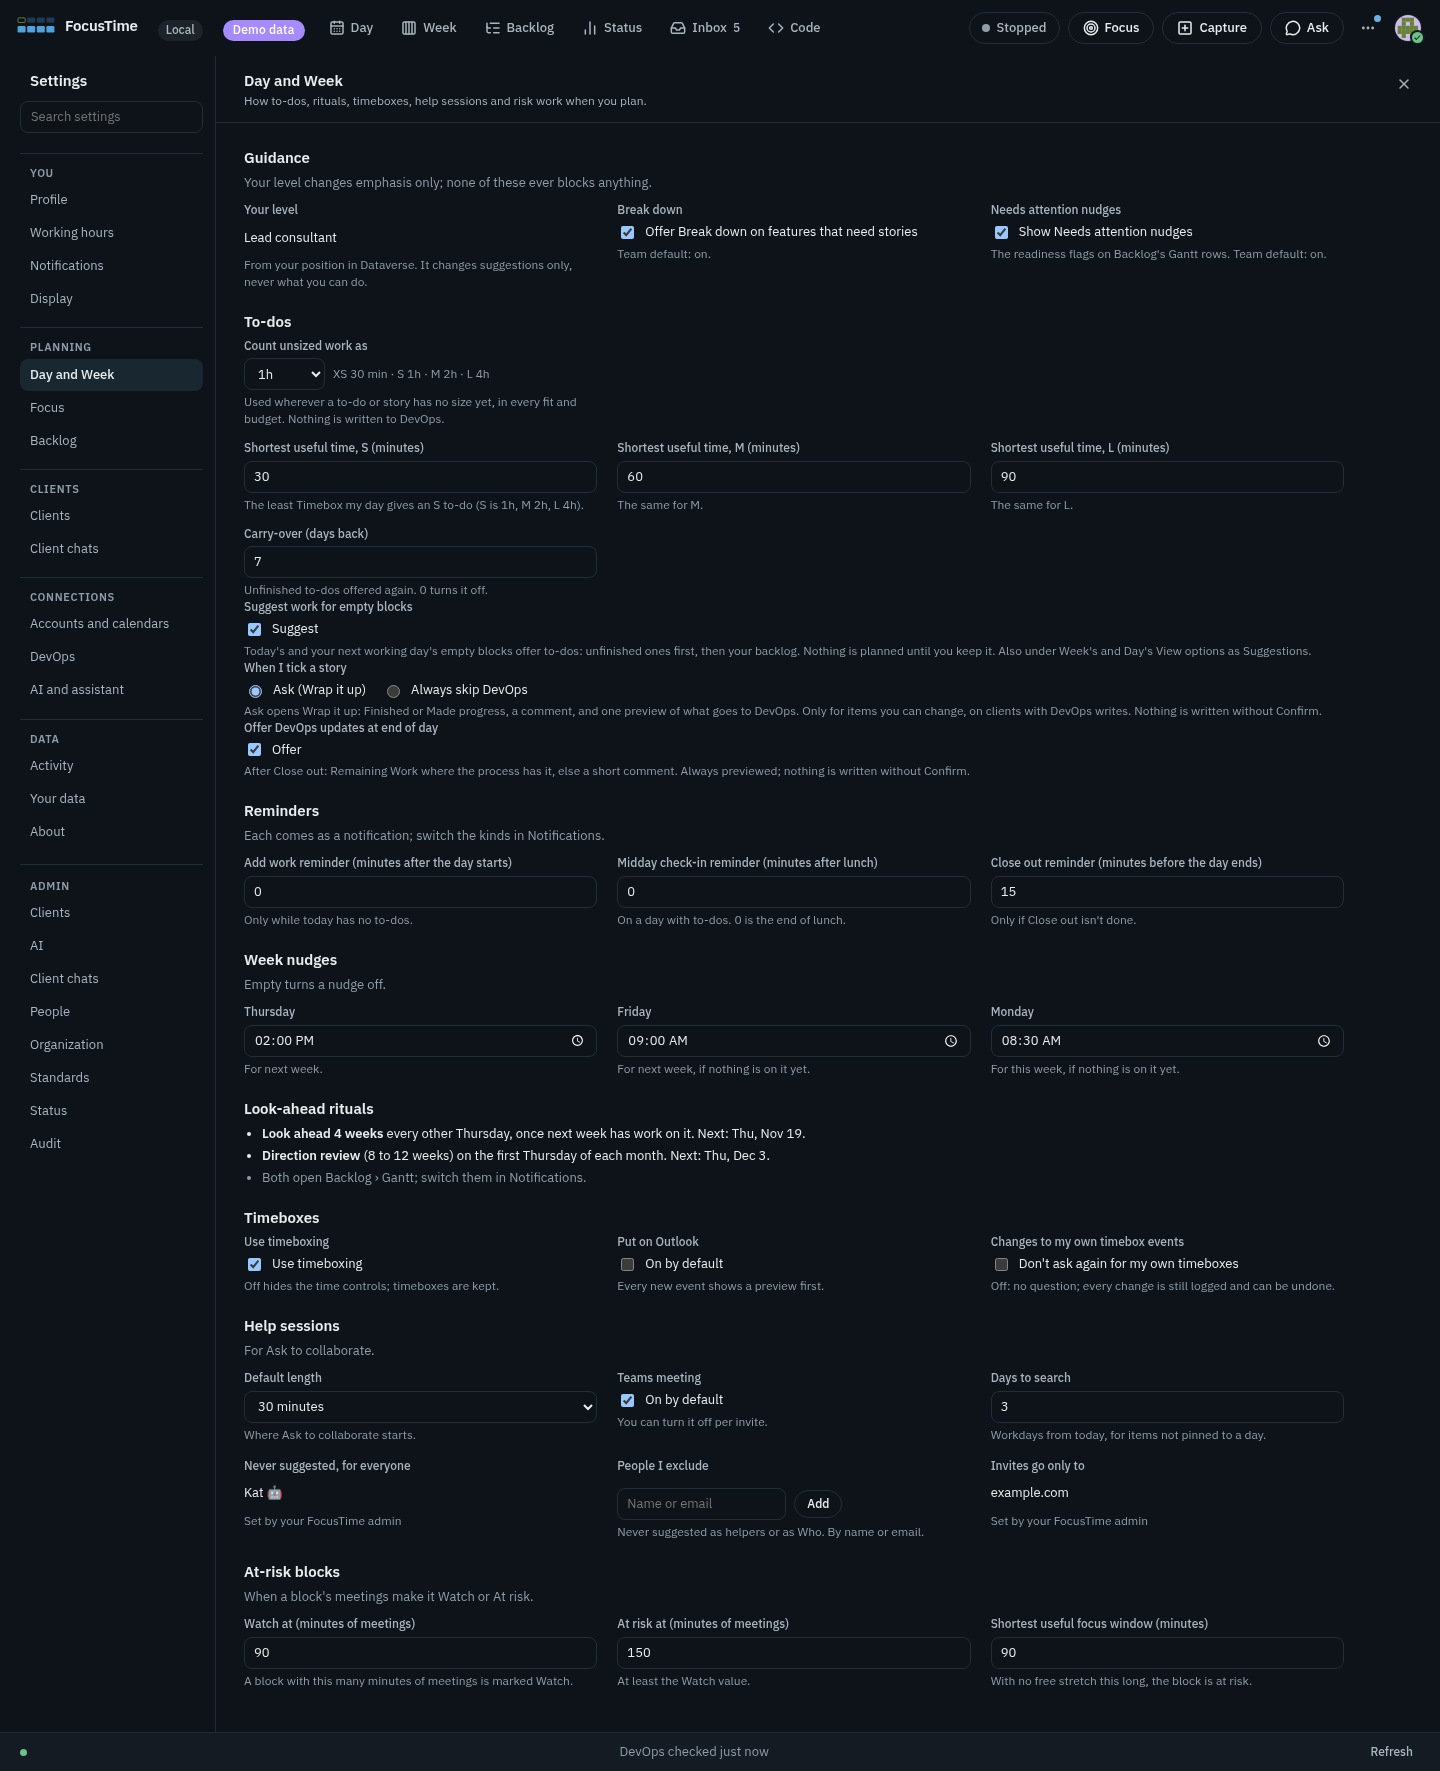 FocusTime
Local
Demo data
Day
Week
Backlog
Status
Inbox 5
Code
Stopped
Focus
Capture
Ask
Settings
Search settings
YOU
Profile
Working hours
Notifications
Display
PLANNING
Day and Week
Focus
Backlog
CLIENTS
Clients
Client chats
CONNECTIONS
Accounts and calendars
DevOps
AI and assistant
DATA
Activity
Your data
About
ADMIN
Clients
AI
Client chats
People
Organization
Standards
Status
Audit
Day and Week
How to-dos, rituals, timeboxes, help sessions and risk work when you plan.
Guidance
Your level changes emphasis only; none of these ever blocks anything.
Your level
Lead consultant
From your position in Dataverse. It changes suggestions only,
never what you can do.
Break down
Offer Break down on features that need stories
Team default: on.
Needs attention nudges
Show Needs attention nudges
The readiness flags on Backlog's Gantt rows. Team default: on.
To-dos
Count unsized work as
1h
XS 30 min · S 1h · M 2h · L 4h
Used wherever a to-do or story has no size yet, in every fit and
budget. Nothing is written to DevOps.
Shortest useful time, S (minutes)
30
The least Timebox my day gives an S to-do (S is 1h, M 2h, L 4h).
Shortest useful time, M (minutes)
60
The same for M.
Shortest useful time, L (minutes)
90
The same for L.
Carry-over (days back)
7
Unfinished to-dos offered again. 0 turns it off.
Suggest work for empty blocks
Suggest
Today's and your next working day's empty blocks offer to-dos: unfinished ones first, then your backlog. Nothing is planned until you keep it. Also under Week's and Day's View options as Suggestions.
When I tick a story
Ask (Wrap it up)
Always skip DevOps
Ask opens Wrap it up: Finished or Made progress, a comment, and one preview of what goes to DevOps. Only for items you can change, on clients with DevOps writes. Nothing is written without Confirm.
Offer DevOps updates at end of day
Offer
After Close out: Remaining Work where the process has it, else a short comment. Always previewed; nothing is written without Confirm.
Reminders
Each comes as a notification; switch the kinds in Notifications.
Add work reminder (minutes after the day starts)
0
Only while today has no to-dos.
Midday check-in reminder (minutes after lunch)
0
On a day with to-dos. 0 is the end of lunch.
Close out reminder (minutes before the day ends)
15
Only if Close out isn't done.
Week nudges
Empty turns a nudge off.
Thursday
02:00 PM
For next week.
Friday
09:00 AM
For next week, if nothing is on it yet.
Monday
08:30 AM
For this week, if nothing is on it yet.
Look-ahead rituals
• Look ahead 4 weeks every other Thursday, once next week has work on it. Next: Thu, Nov 19.
• Direction review (8 to 12 weeks) on the first Thursday of each month. Next: Thu, Dec 3.
• Both open Backlog › Gantt; switch them in Notifications.
Timeboxes
Use timeboxing
Use timeboxing
Off hides the time controls; timeboxes are kept.
Put on Outlook
On by default
Every new event shows a preview first.
Changes to my own timebox events
Don't ask again for my own timeboxes
Off: no question; every change is still logged and can be undone.
Help sessions
For Ask to collaborate.
Default length
30 minutes
Where Ask to collaborate starts.
Teams meeting
On by default
You can turn it off per invite.
Days to search
3
Workdays from today, for items not pinned to a day.
Never suggested, for everyone
Kat 🤖
Set by your FocusTime admin
People I exclude
Name or email
Add
Never suggested as helpers or as Who. By name or email.
Invites go only to
example.com
Set by your FocusTime admin
At-risk blocks
When a block's meetings make it Watch or At risk.
Watch at (minutes of meetings)
90
A block with this many minutes of meetings is marked Watch.
At risk at (minutes of meetings)
150
At least the Watch value.
Shortest useful focus window (minutes)
90
With no free stretch this long, the block is at risk.
DevOps checked just now
Refresh